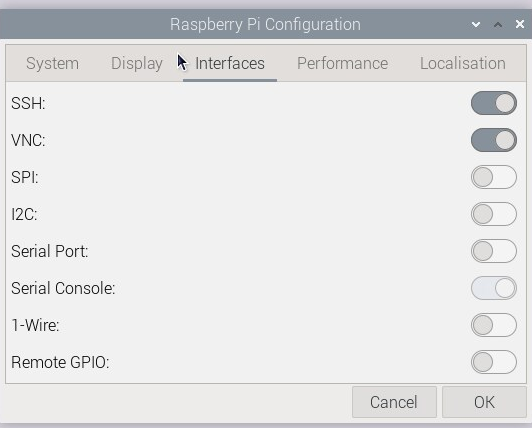 Raspberry Pi Configuration
System Display Interfaces Performance Localisation
SSH:
VNC:
SPI:
I2C:
Serial Port:
Serial Console:
1-Wire:
Remote GPIO:
Cancel OK